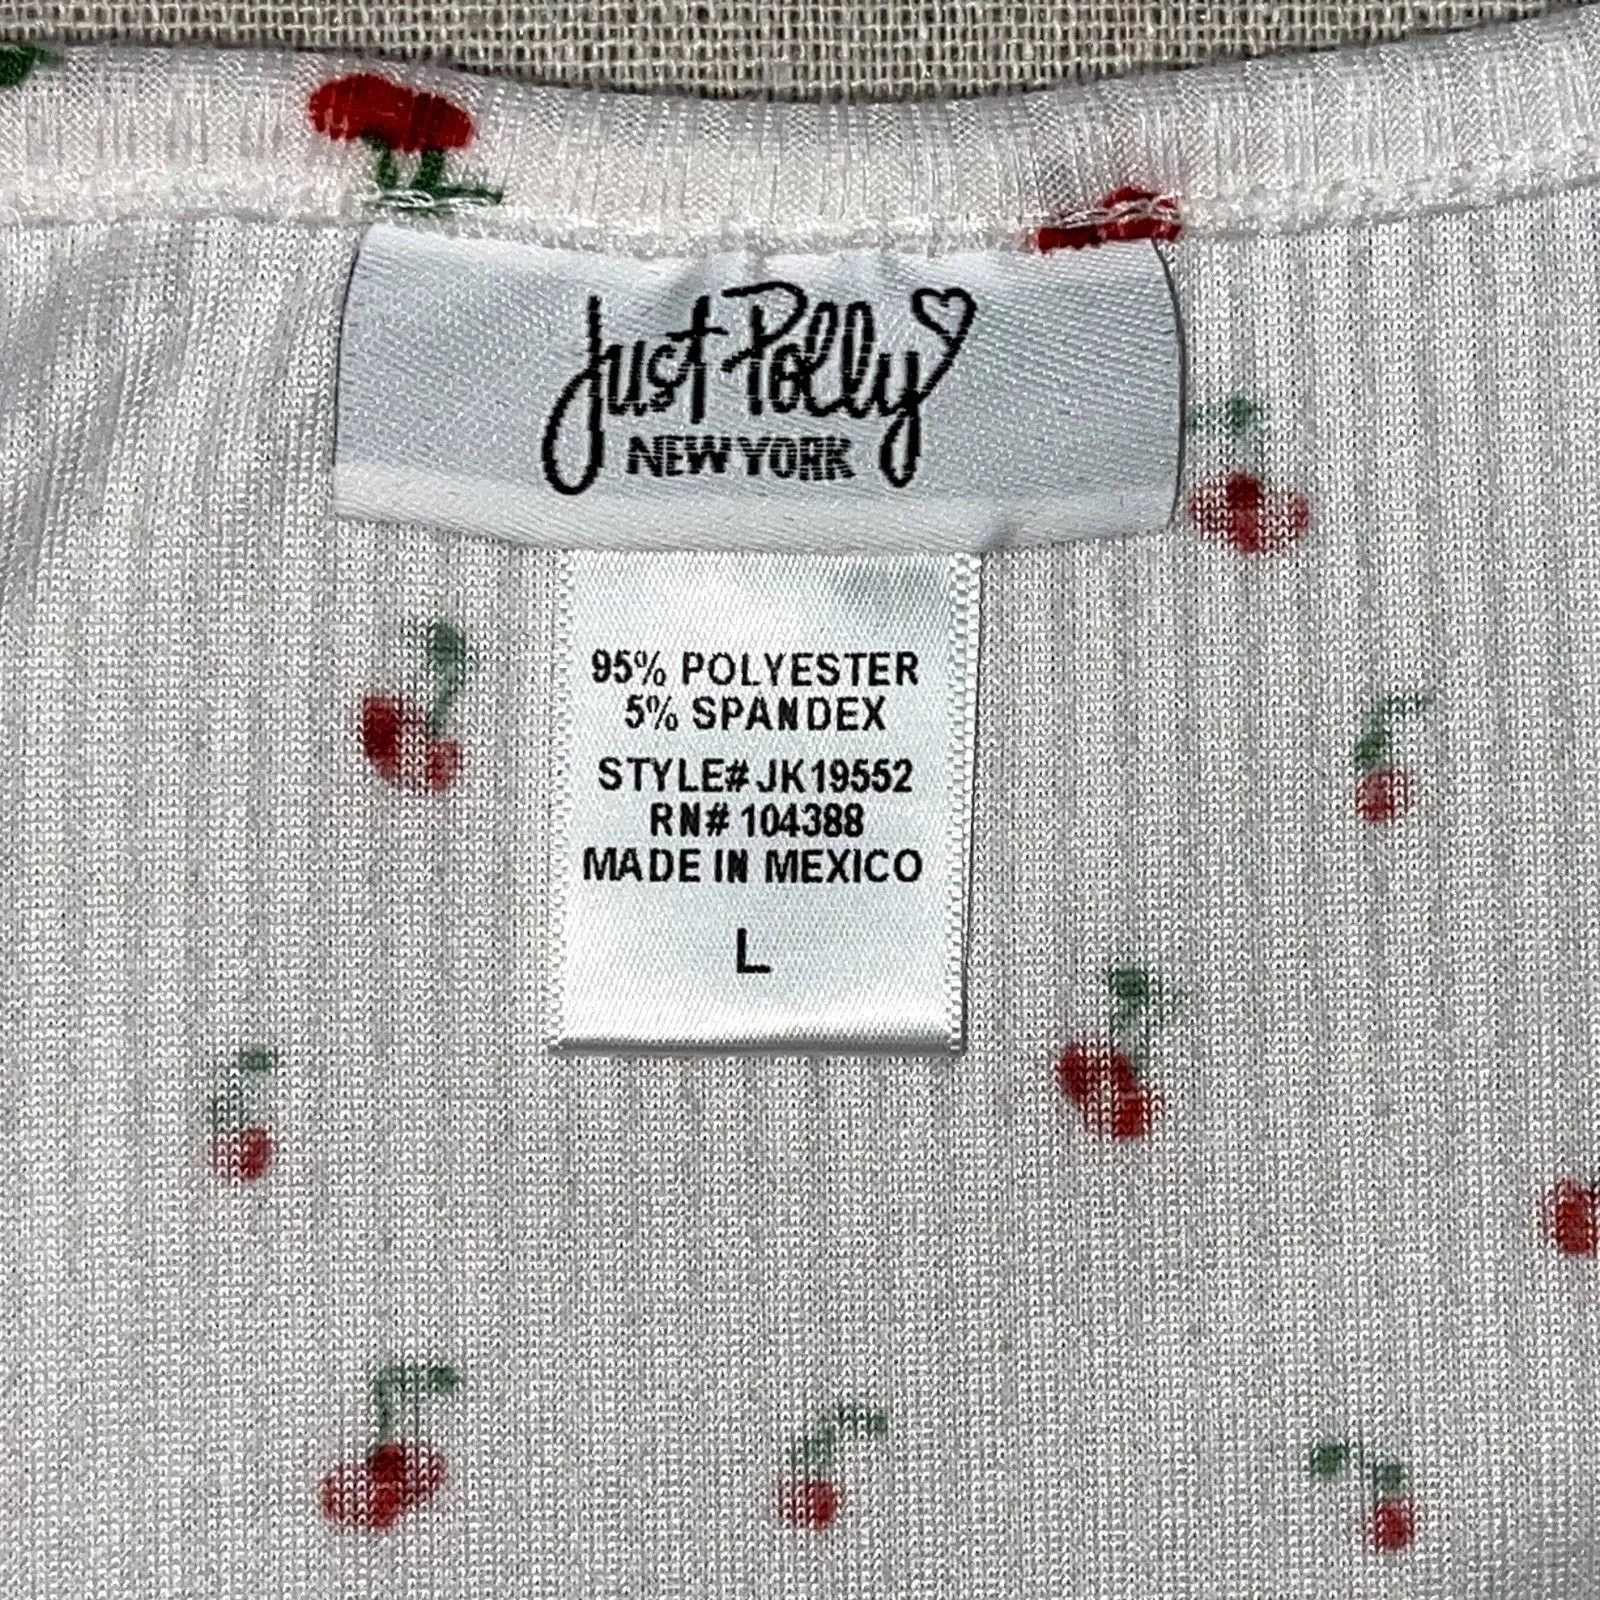 Just Polly
NEW YORK
95% POLYESTER
5% SPANDEX
STYLE# JK19552
RN# 104388
MADE IN MEXICO
L